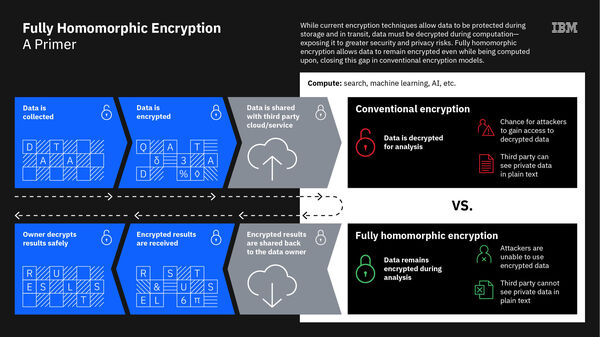 Fully Homomorphic Encryption
A Primer
While current encryption techniques allow data to be protected during
storage and in transit, data must be decrypted during computation—
exposing it to greater security and privacy risks. Fully homomorphic
encryption allows data to remain encrypted even while being computed
upon, closing this gap in conventional encryption models.
IBM
Compute: search, machine learning, AI, etc.
Data is
collected
D T
A A
Data is
encrypted
Q A T
δ 3 A
D % ◊
Data is shared
with third party
cloud/service
Conventional encryption
Data is decrypted
for analysis
Chance for attackers
to gain access to
decrypted data
Third party can
see private data
in plain text
VS.
Owner decrypts
results safely
R U
E S L S
T
Encrypted results
are received
R S T
& U S
E L 6 π
Encrypted results
are shared back
to the data owner
Fully homomorphic encryption
Data remains
encrypted during
analysis
Attackers are
unable to use
encrypted data
Third party cannot
see private data in
plain text